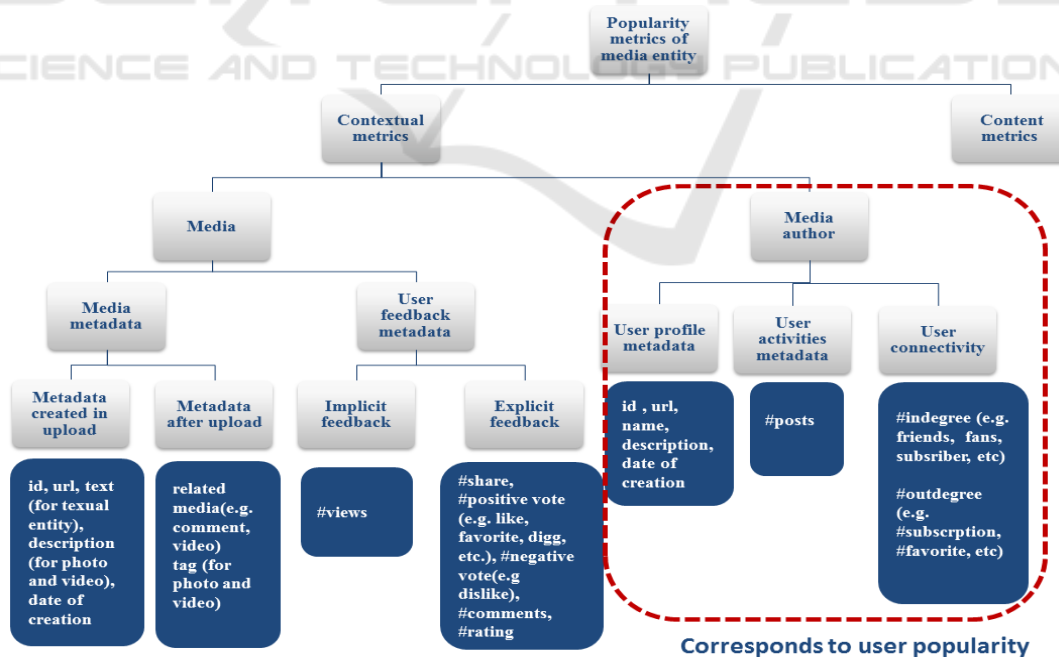 CIENCE AND TECHNOLOGY PUBLICATION
Popularity
metrics of
media entity
Contextual
metrics
Content
metrics
Media
Media
author
Media
metadata
User
feedback
metadata
User profile
metadata
User
activities
metadata
User
connectivity
Metadata
created in
upload
Metadata
after upload
Implicit
feedback
Explicit
feedback
id, url, text
(for texual
entity),
description
(for photo
and video),
date of
creation
related
media(e.g.
comment,
video)
tag (for
photo and
video)
#views
#share,
#positive vote
(e.g. like,
favorite, digg,
etc.), #negative
vote(e.g
dislike),
#comments,
#rating
id , url,
name,
description,
date of
creation
#posts
#indegree (e.g.
friends, fans,
subsriber, etc)
#outdegree
(e.g.
#subscrption,
#favorite, etc)
Corresponds to user popularity